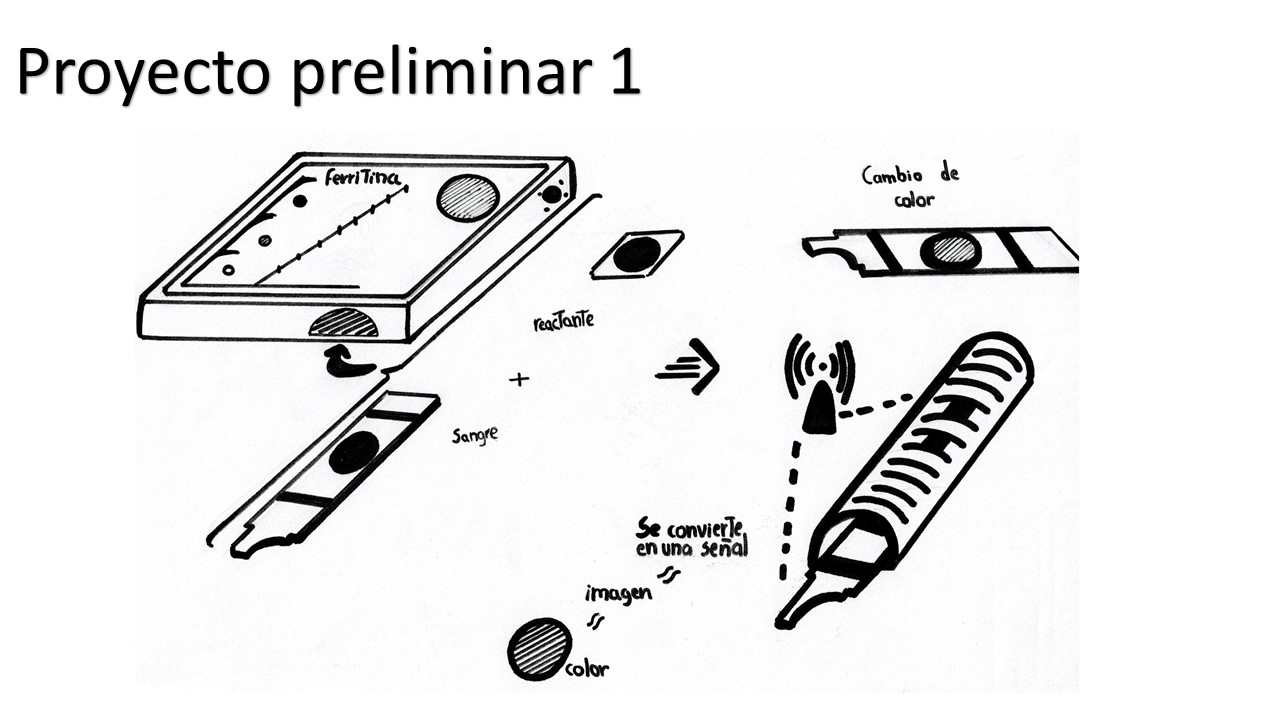 Proyecto preliminar 1
ferriTina
Cambio de
color
reacTanTe
+
Sangre
Se convierTe
en una señal
imagen
color